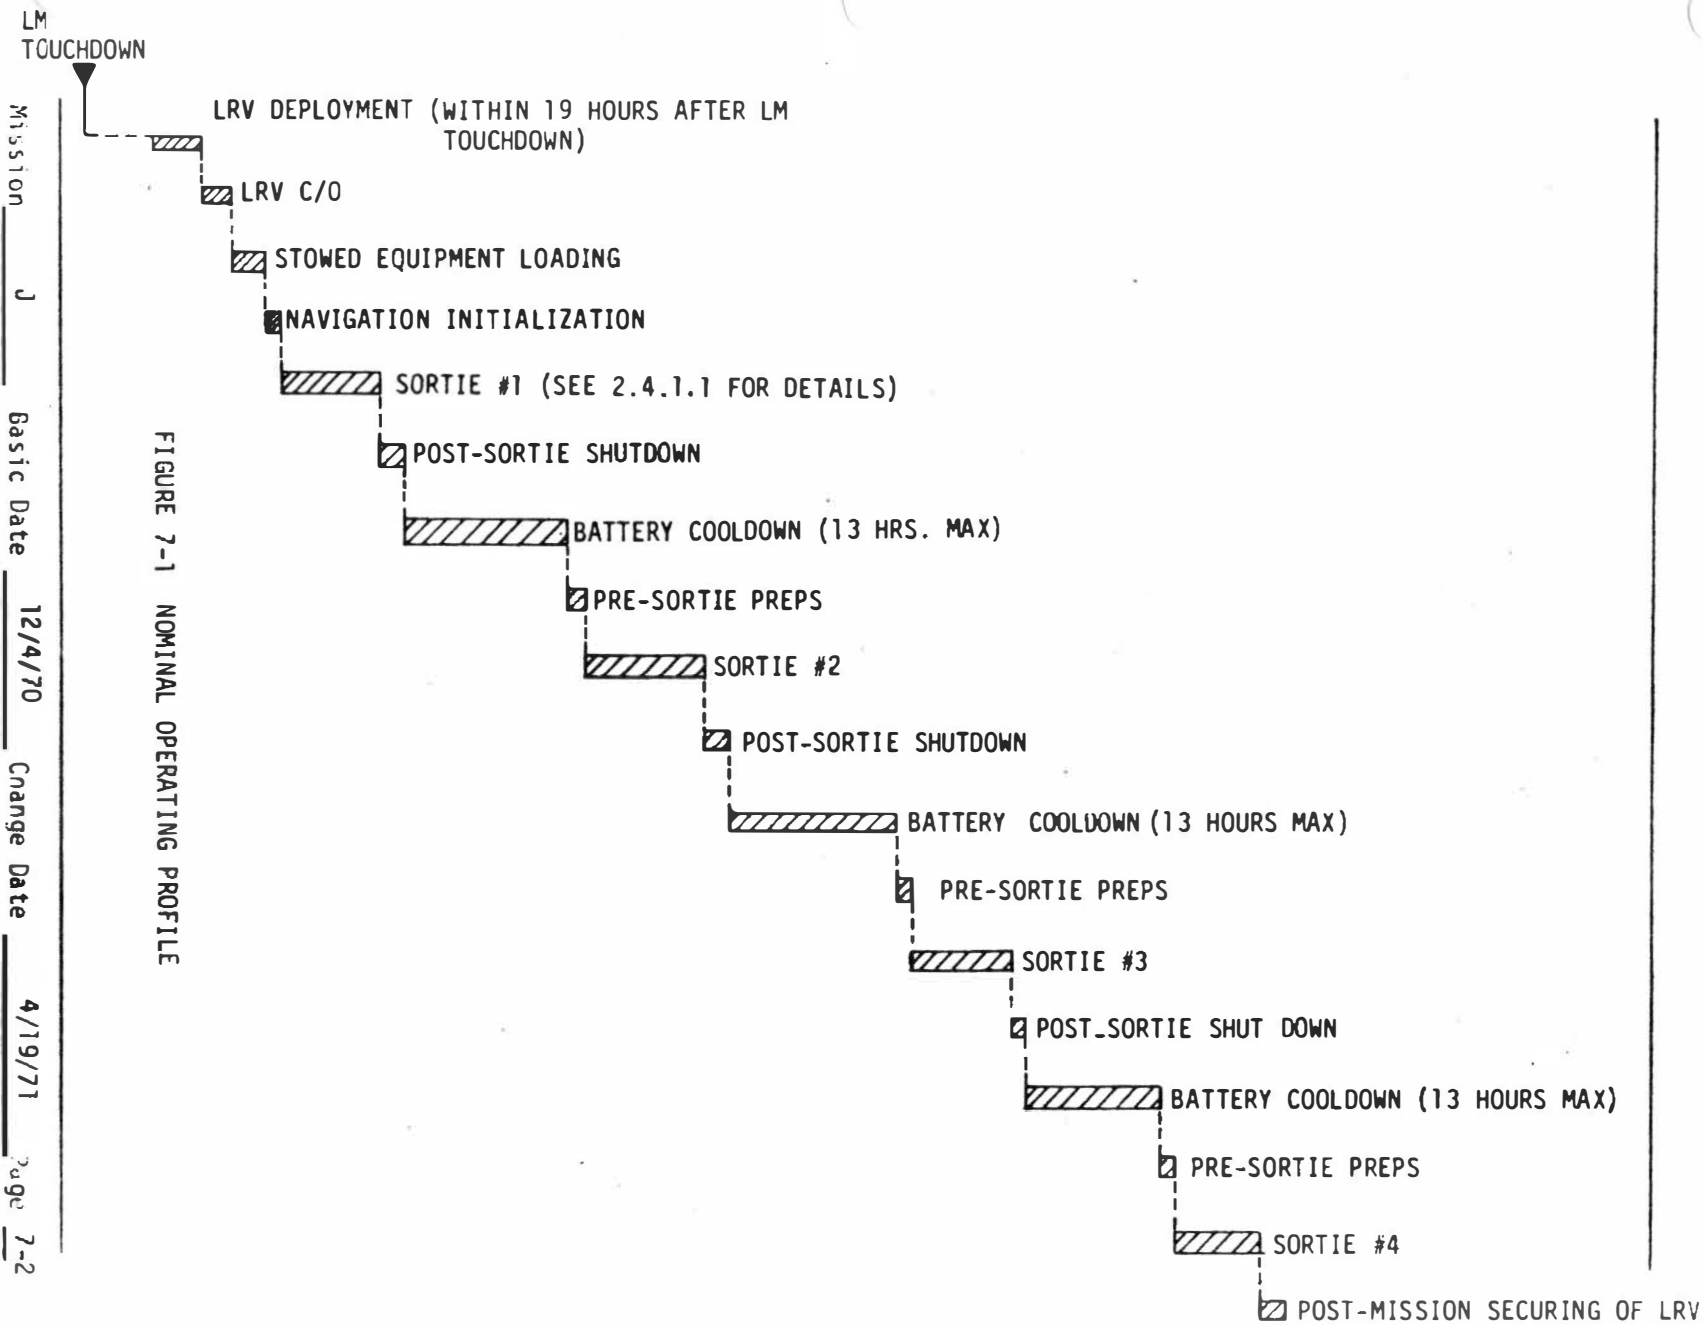 LM
TOUCHDOWN
LRV DEPLOYMENT (WITHIN 19 HOURS AFTER LM
TOUCHDOWN)
LRV C/O
STOWED EQUIPMENT LOADING
NAVIGATION INITIALIZATION
SORTIE #1 (SEE 2.4.1.1 FOR DETAILS)
POST-SORTIE SHUTDOWN
BATTERY COOLDOWN (13 HRS. MAX)
PRE-SORTIE PREPS
SORTIE #2
POST-SORTIE SHUTDOWN
BATTERY COOLDOWN (13 HOURS MAX)
PRE-SORTIE PREPS
SORTIE #3
POST-SORTIE SHUT DOWN
BATTERY COOLDOWN (13 HOURS MAX)
PRE-SORTIE PREPS
SORTIE #4
POST-MISSION SECURING OF LRV
FIGURE 7-1 NOMINAL OPERATING PROFILE
Mission J Basic Date 12/4/70 Change Date 4/19/71 Page 7-2